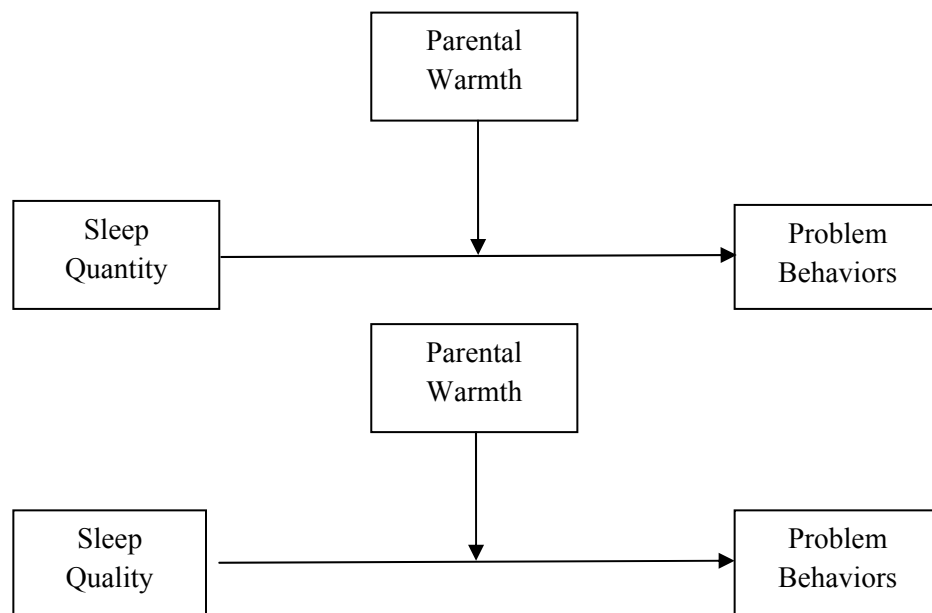 Parental
Warmth
Sleep
Quantity
Problem
Behaviors
Parental
Warmth
Sleep
Quality
Problem
Behaviors